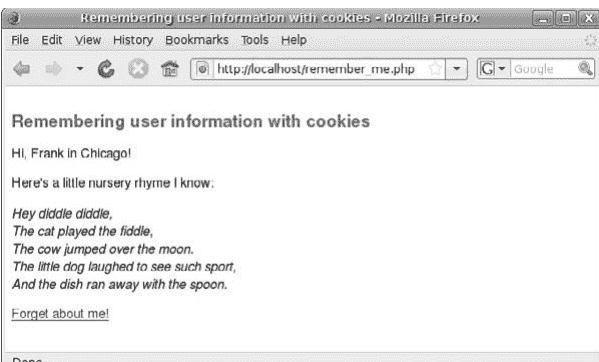 Remembering user information with cookies - Mozilla Firefox
File Edit View History Bookmarks Tools Help
http://localhost/remember_me.php
G Google
Remembering user information with cookies
Hi, Frank in Chicago!
Here's a little nursery rhyme I know:
Hey diddle diddle,
The cat played the fiddle,
The cow jumped over the moon.
The little dog laughed to see such sport,
And the dish ran away with the spoon.
Forget about me!
Done